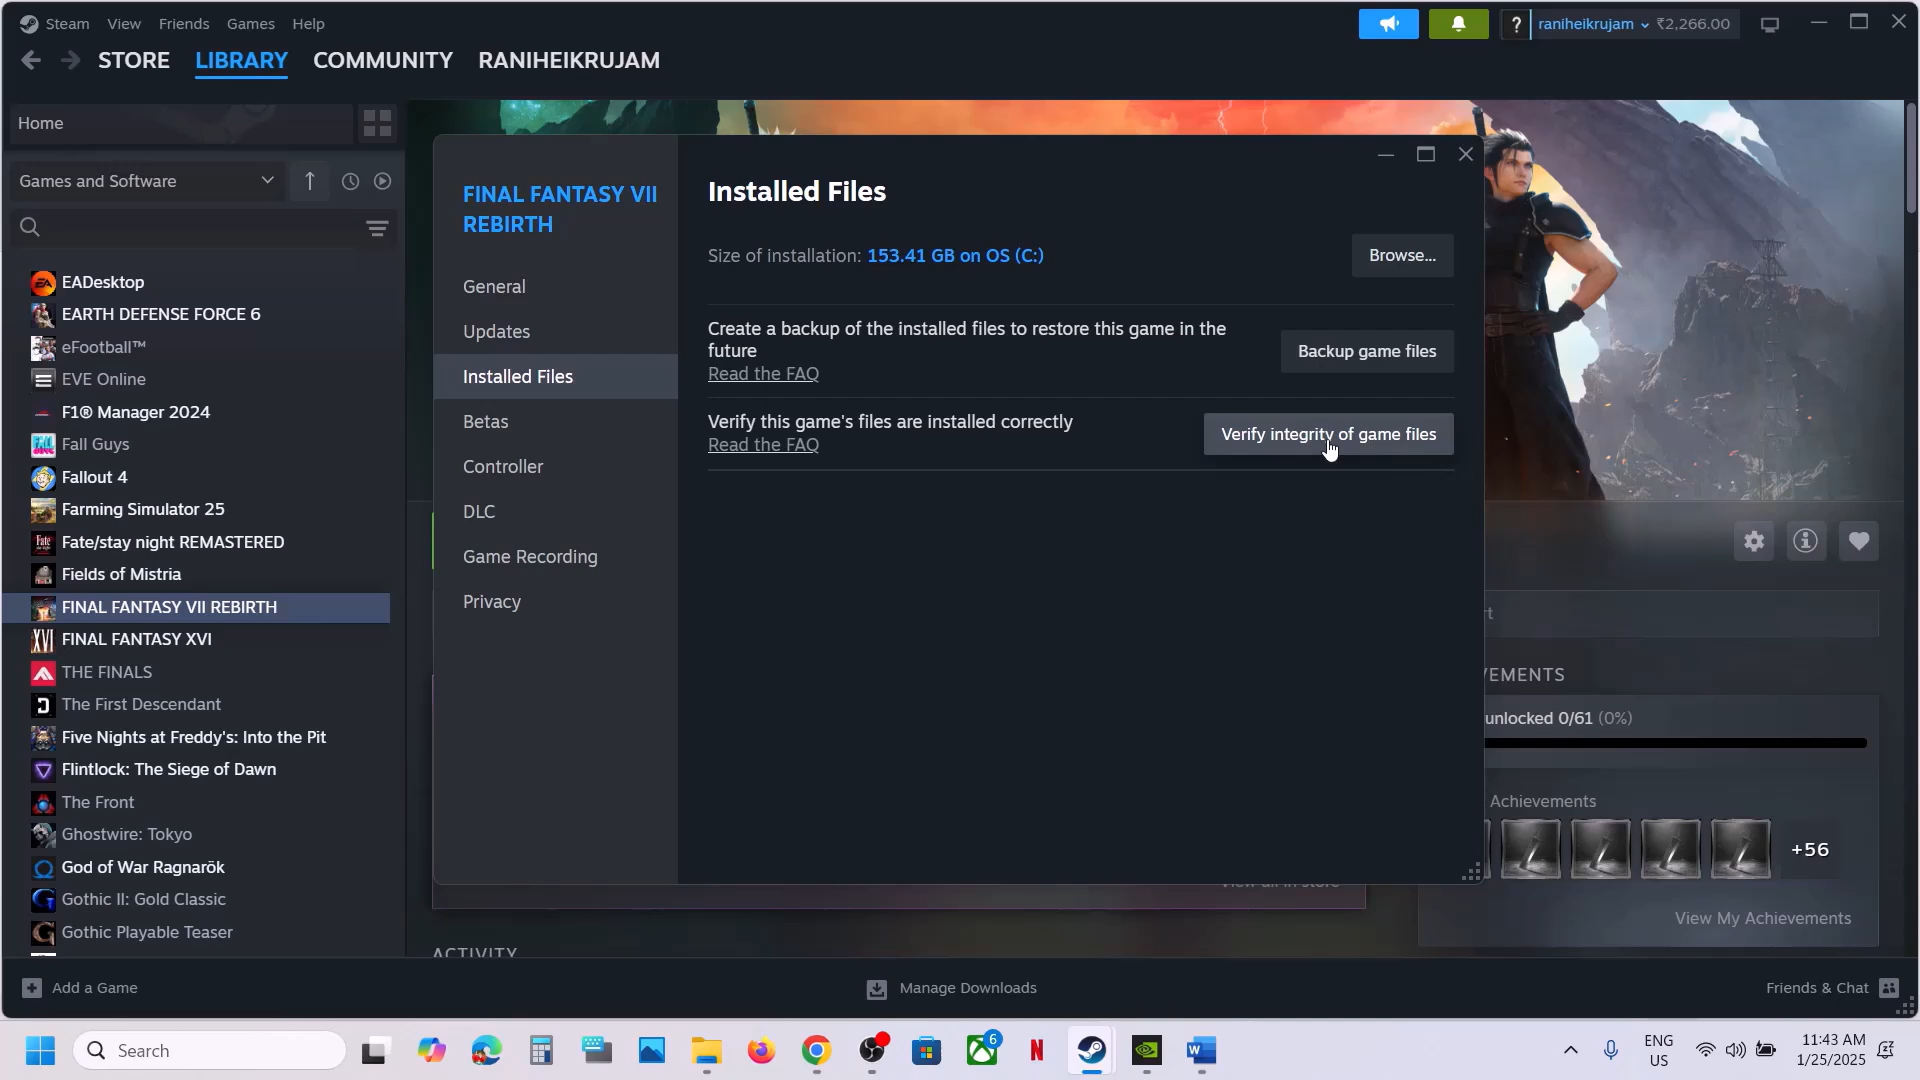 Steam View Friends Games Help
? raniheikrujam ₹2,266.00
STORE LIBRARY COMMUNITY RANIHEIKRUJAM
Home
Games and Software
EADesktop
EARTH DEFENSE FORCE 6
eFootball™
EVE Online
F1® Manager 2024
Fall Guys
Fallout 4
Farming Simulator 25
Fate/stay night REMASTERED
Fields of Mistria
FINAL FANTASY VII REBIRTH
FINAL FANTASY XVI
THE FINALS
The First Descendant
Five Nights at Freddy's: Into the Pit
Flintlock: The Siege of Dawn
The Front
Ghostwire: Tokyo
God of War Ragnarök
Gothic II: Gold Classic
Gothic Playable Teaser
FINAL FANTASY VII
REBIRTH
General
Updates
Installed Files
Betas
Controller
DLC
Game Recording
Privacy
Installed Files
Size of installation: 153.41 GB on OS (C:)
Browse...
Create a backup of the installed files to restore this game in the
future
Read the FAQ
Backup game files
Verify this game's files are installed correctly
Read the FAQ
Verify integrity of game files
unlocked 0/61 (0%)
Achievements
+56
View My Achievements
View all in store
ACTIVITY
Add a Game
Manage Downloads
Friends & Chat
Search
6
ENG
US
11:43 AM
1/25/2025